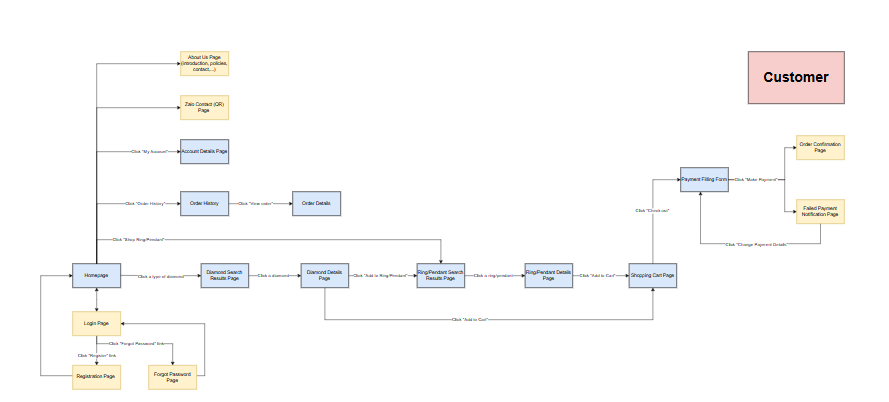 About Us Page
(introduction, policies,
contact,...)
Customer
Zalo Contact (QR)
Page
Click "My Account"
Account Details Page
Order Confirmation
Page
Payment Filling Form
Click "Make Payment"
Click "Order History"
Order History
Click "View order"
Order Details
Click "Check out"
Failed Payment
Notification Page
Click "Shop Ring/Pendant"
Click "Change Payment Details"
Homepage
Click a type of diamond
Diamond Search
Results Page
Click a diamond
Diamond Details
Page
Click "Add to Ring/Pendant"
Ring/Pendant Search
Results Page
Click a ring/pendant
Ring/Pendant Details
Page
Click "Add to Cart"
Shopping Cart Page
Click "Add to Cart"
Login Page
Click "Forgot Password" link
Click "Register" link
Registration Page
Forgot Password
Page